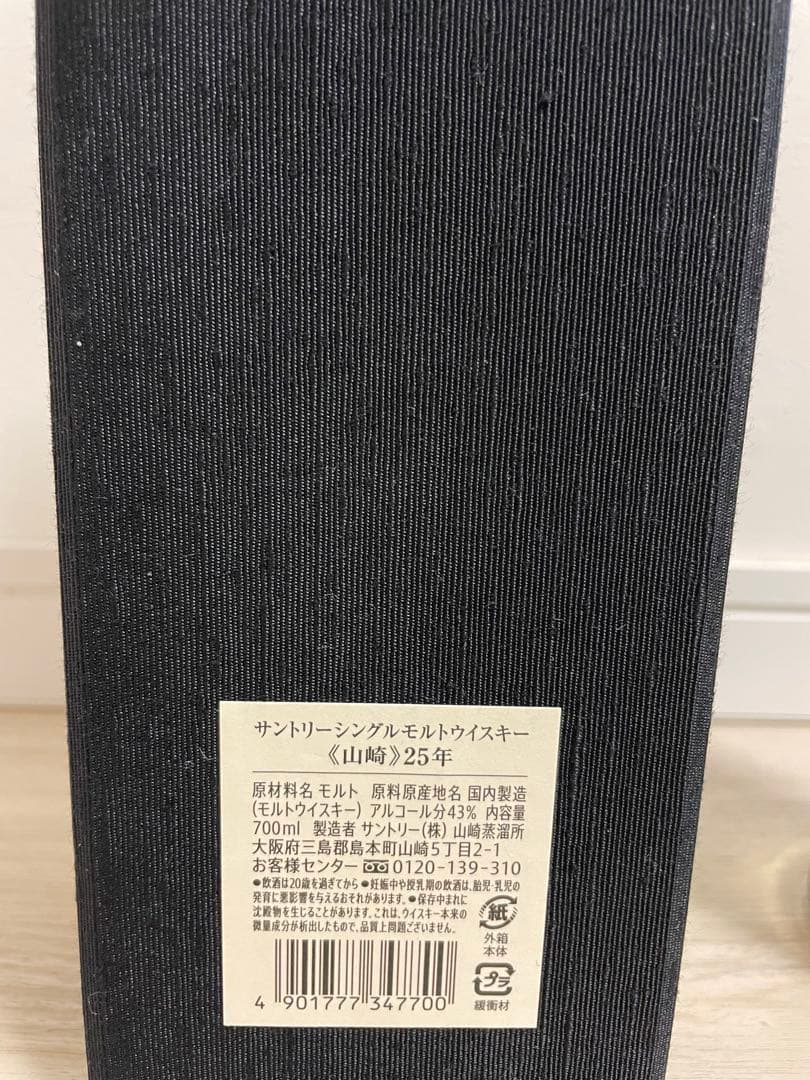 サントリーシングルモルトウイスキー
《山崎》25年
原材料名 モルト 原料原産地名 国内製造
(モルトウイスキー) アルコール分43% 内容量
700ml 製造者 サントリー(株) 山崎蒸溜所
大阪府三島郡島本町山崎5丁目2-1
お客様センター 0120-139-310
●飲酒は20歳を過ぎてから ●妊娠中や授乳期の飲酒は、胎児・乳児の
発育に悪影響を与えるおそれがあります。●保存中まれに
沈殿物を生じることがあります。これは、ウイスキー本来の
微量成分が析出したもので、品質上問題ございません。
紙
外箱
本体
プラ
緩衝材
4 901777 347700